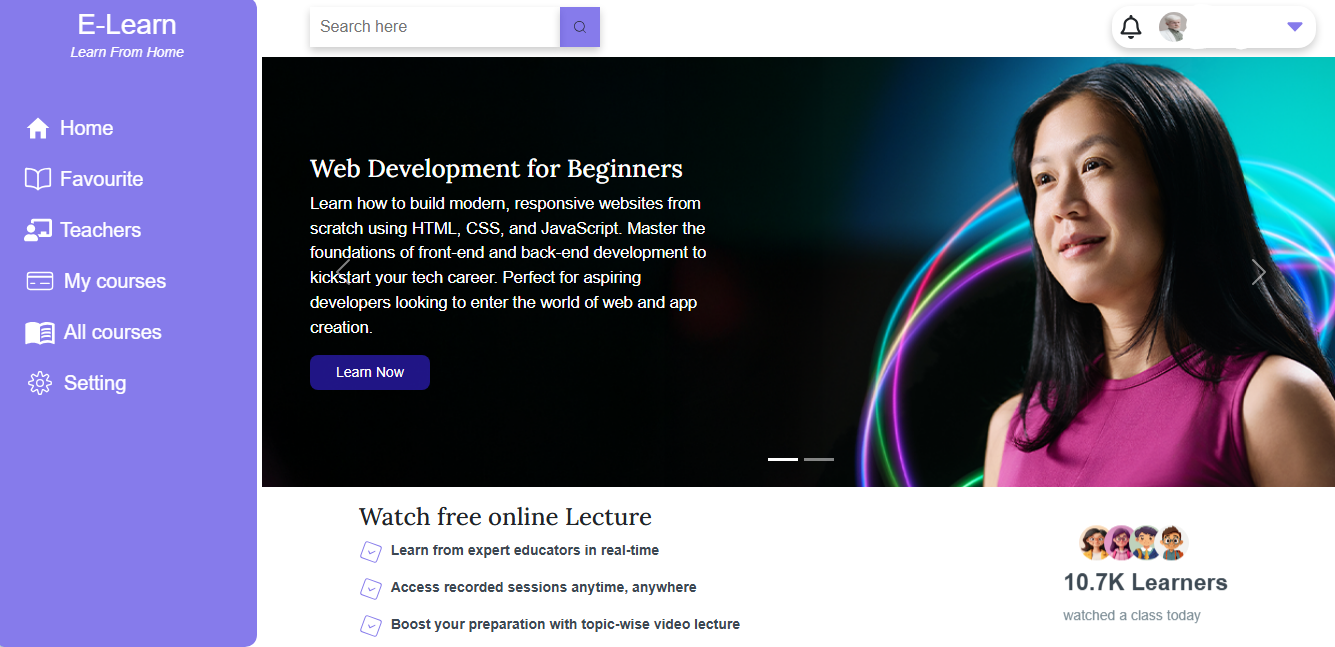 E-Learn
Learn From Home
Search here
Home
Favourite
Teachers
My courses
All courses
Setting
Web Development for Beginners
Learn how to build modern, responsive websites from
scratch using HTML, CSS, and JavaScript. Master the
foundations of front-end and back-end development to
kickstart your tech career. Perfect for aspiring
developers looking to enter the world of web and app
creation.
Learn Now
Watch free online Lecture
Learn from expert educators in real-time
Access recorded sessions anytime, anywhere
Boost your preparation with topic-wise video lecture
10.7K Learners
watched a class today